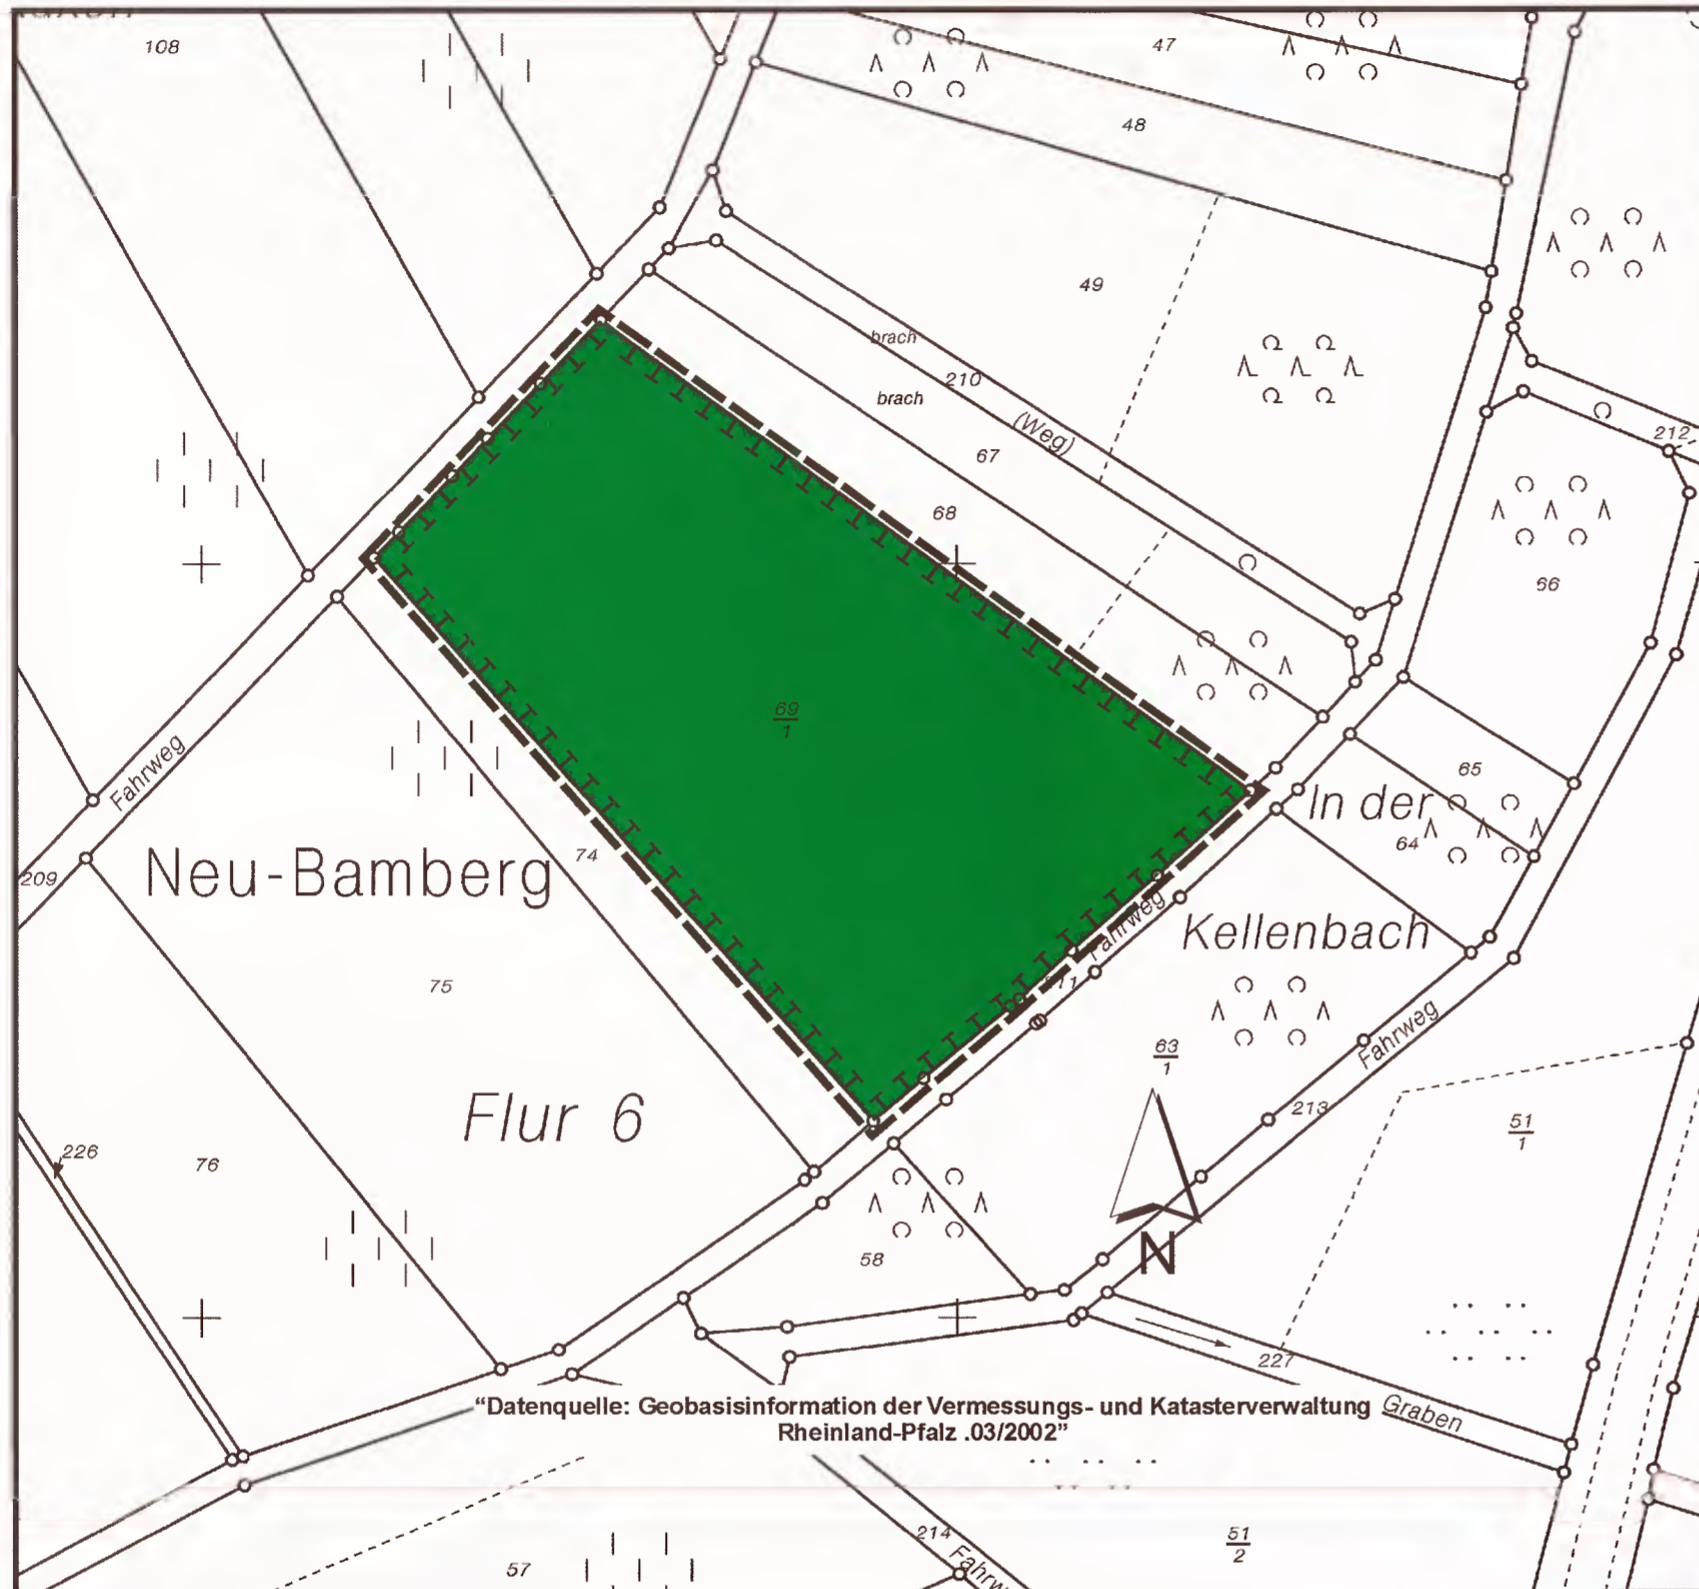 108
47
48
49
brach
210
brach
(Weg)
67
68
212
66
69
1
Fahrweg
65
In der
64
209
Neu-Bamberg
74
Fahrweg
Kellenbach
75
63
1
Fahrweg
Flur 6
213
51
1
226
76
58
N
227
"Datenquelle: Geobasisinformation der Vermessungs- und Katasterverwaltung
Rheinland-Pfalz .03/2002"
Graben
214
51
2
57